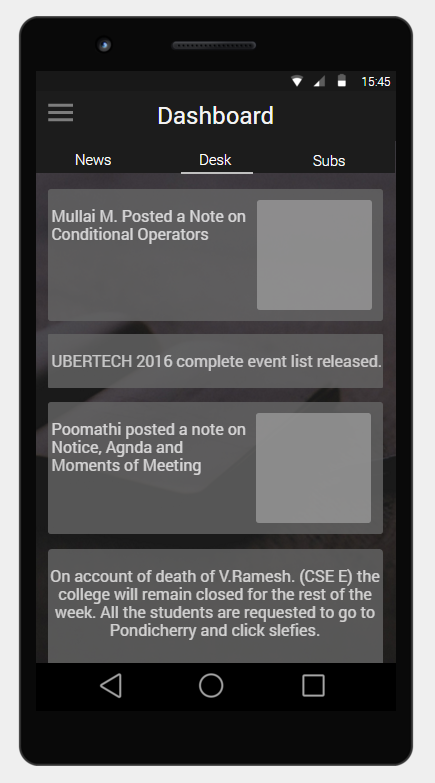 15:45
Dashboard
News Desk Subs
Mullai M. Posted a Note on
Conditional Operators
UBERTECH 2016 complete event list released.
Poomathi posted a note on
Notice, Agnda and
Moments of Meeting
On account of death of V.Ramesh. (CSE E) the
college will remain closed for the rest of the
week. All the students are requested to go to
Pondicherry and click slefies.